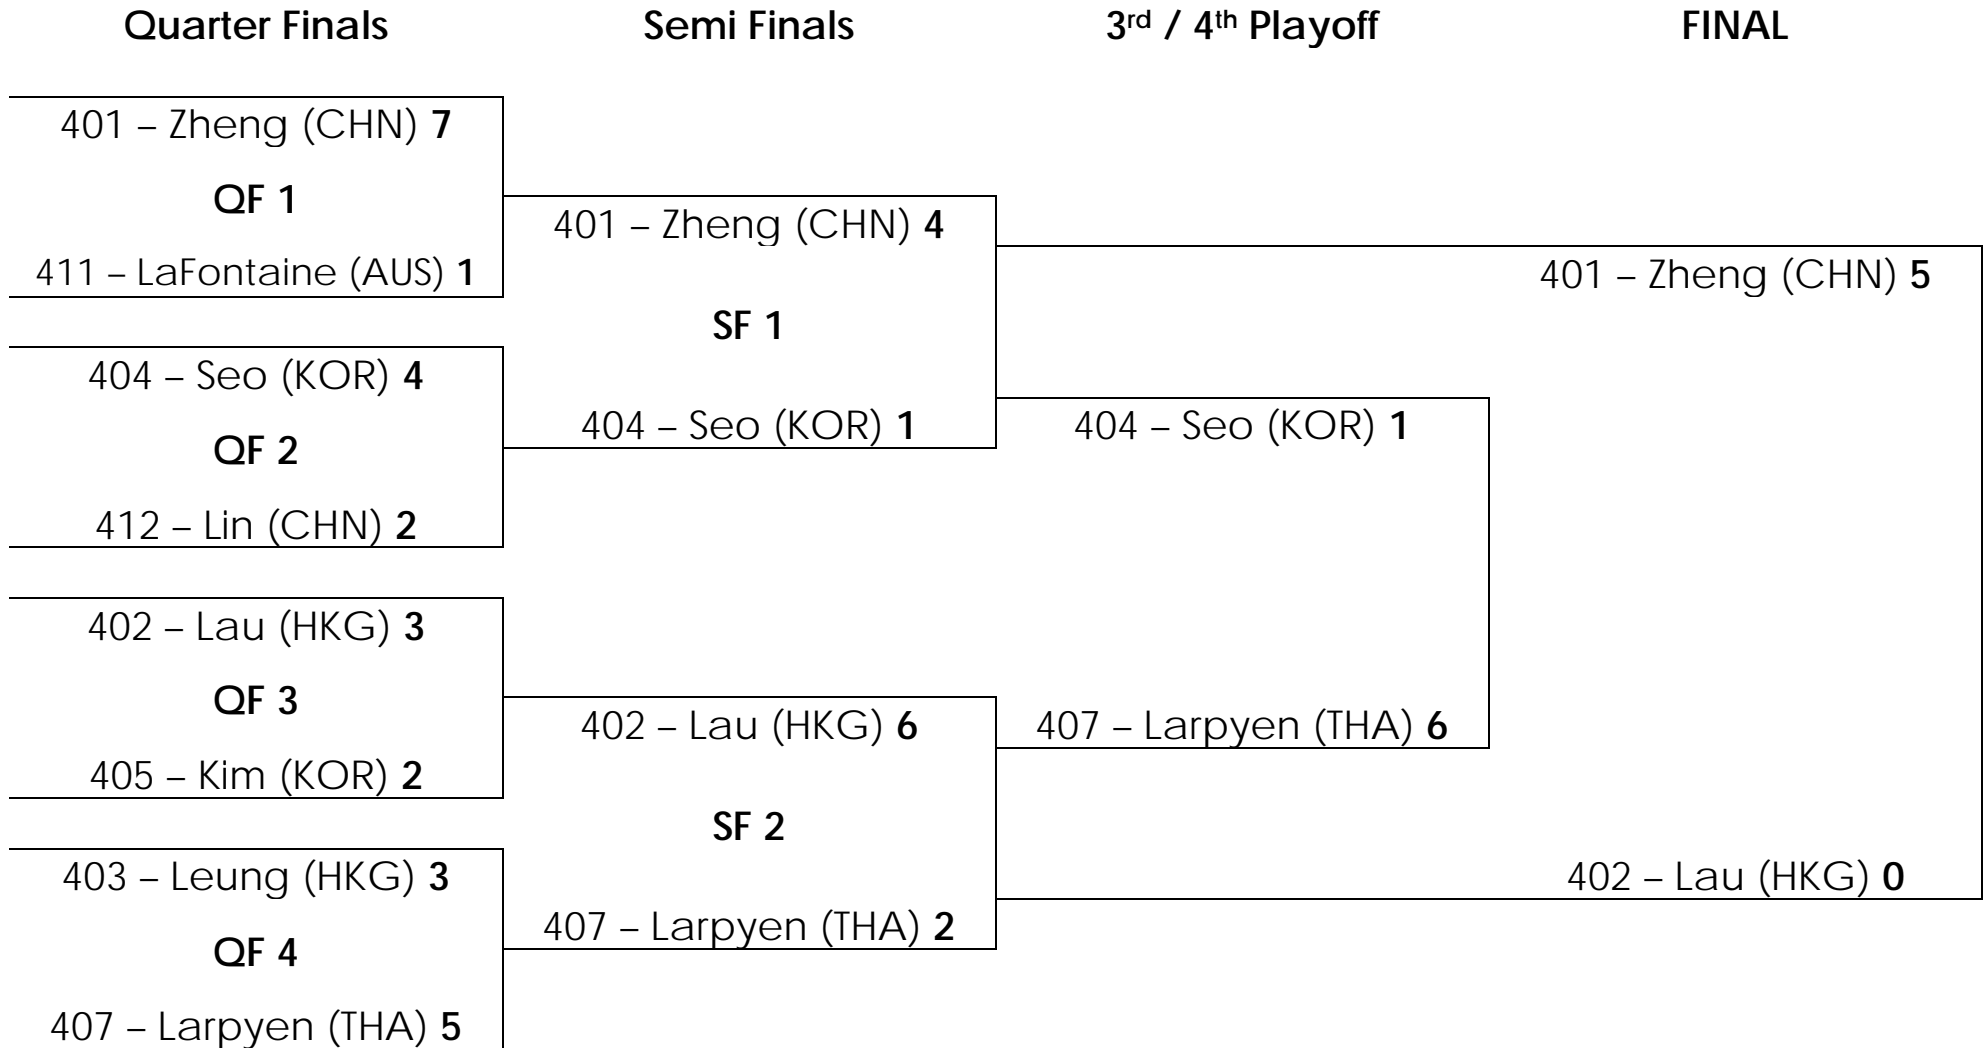 Quarter Finals
Semi Finals
3rd / 4th Playoff
FINAL
401 – Zheng (CHN) 7
QF 1
411 – LaFontaine (AUS) 1
404 – Seo (KOR) 4
QF 2
412 – Lin (CHN) 2
402 – Lau (HKG) 3
QF 3
405 – Kim (KOR) 2
403 – Leung (HKG) 3
QF 4
407 – Larpyen (THA) 5
401 – Zheng (CHN) 4
SF 1
404 – Seo (KOR) 1
402 – Lau (HKG) 6
SF 2
407 – Larpyen (THA) 2
404 – Seo (KOR) 1
407 – Larpyen (THA) 6
401 – Zheng (CHN) 5
402 – Lau (HKG) 0